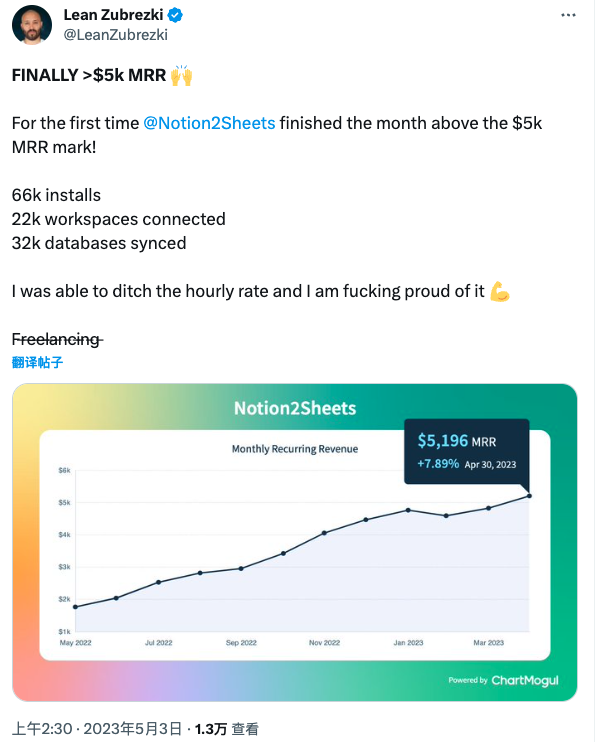 Lean Zubrezki
@LeanZubrezki
FINALLY >$5k MRR 🙌
For the first time @Notion2Sheets finished the month above the $5k
MRR mark!
66k installs
22k workspaces connected
32k databases synced
I was able to ditch the hourly rate and I am fucking proud of it 💪
F̶r̶e̶e̶l̶a̶n̶c̶i̶n̶g̶
翻译帖子
Notion2Sheets
Monthly Recurring Revenue
$5,196 MRR
+7.89% Apr 30, 2023
$6k
$5k
$4k
$3k
$2k
$1k
May 2022 Jul 2022 Sep 2022 Nov 2022 Jan 2023 Mar 2023
Powered by ChartMogul
上午2:30 · 2023年5月3日 · 1.3万 查看